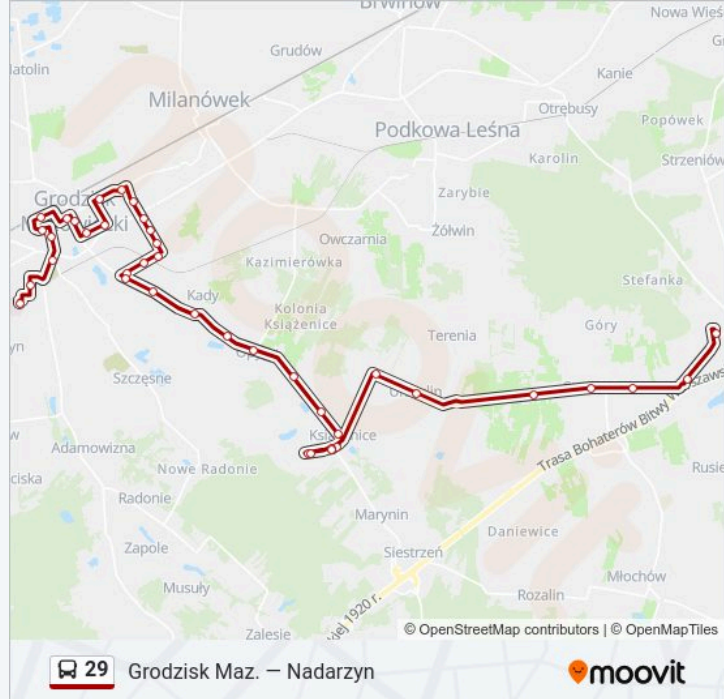 Brwinów
Nowa Wieś
Grudów
Kanie
Milanówek
Otrębusy
Podkowa Leśna
Popówek
Karolin
Strzeniów
Zarybie
Grodzisk
Żółwin
Owczarnia
Kazimierówka
Stefanka
Kady
Kolonia
Książenice
Góry
Terenia
Szczęsne
Książenice
Adamowizna
Trasa Bohaterów Bitwy Warszaws
Nowe Radonie
Rusie
Radonie
Marynin
Daniewice
Zapole
Siestrzeń
Musuły
Młochów
Rozalin
iej 1920 r.
Zalesie
© OpenStreetMap contributors | © OpenMapTiles
29 Grodzisk Maz. — Nadarzyn
moovit